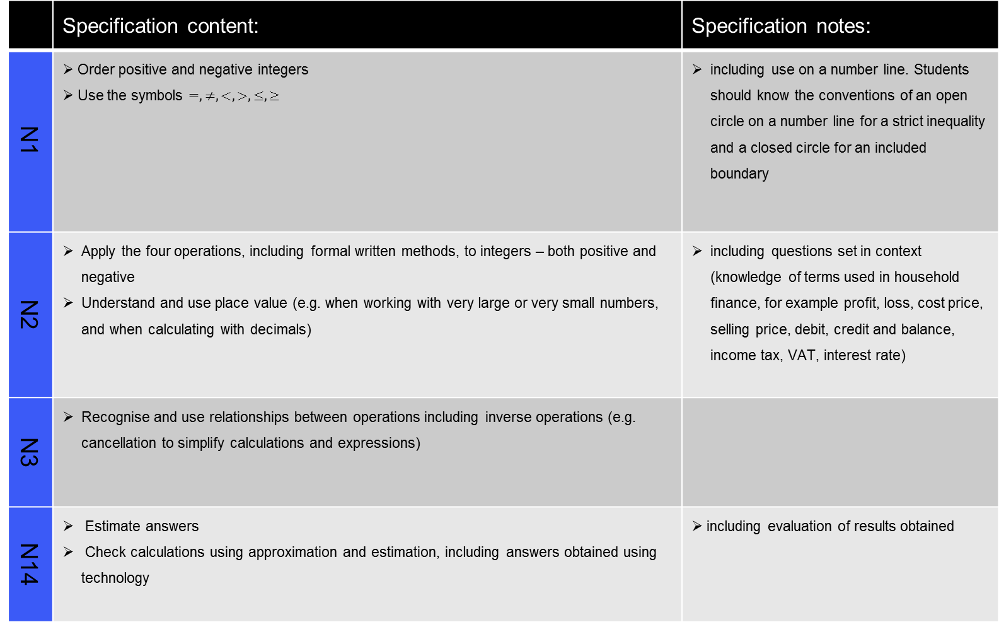 Specification content:
Specification notes:
N1
➢ Order positive and negative integers
➢ Use the symbols =, ≠, <, >, ≤, ≥
➢ including use on a number line. Students
should know the conventions of an open
circle on a number line for a strict inequality
and a closed circle for an included
boundary
N2
➢ Apply the four operations, including formal written methods, to integers – both positive and
negative
➢ Understand and use place value (e.g. when working with very large or very small numbers,
and when calculating with decimals)
➢ including questions set in context
(knowledge of terms used in household
finance, for example profit, loss, cost price,
selling price, debit, credit and balance,
income tax, VAT, interest rate)
N3
➢ Recognise and use relationships between operations including inverse operations (e.g.
cancellation to simplify calculations and expressions)
N14
➢ Estimate answers
➢ Check calculations using approximation and estimation, including answers obtained using
technology
➢ including evaluation of results obtained